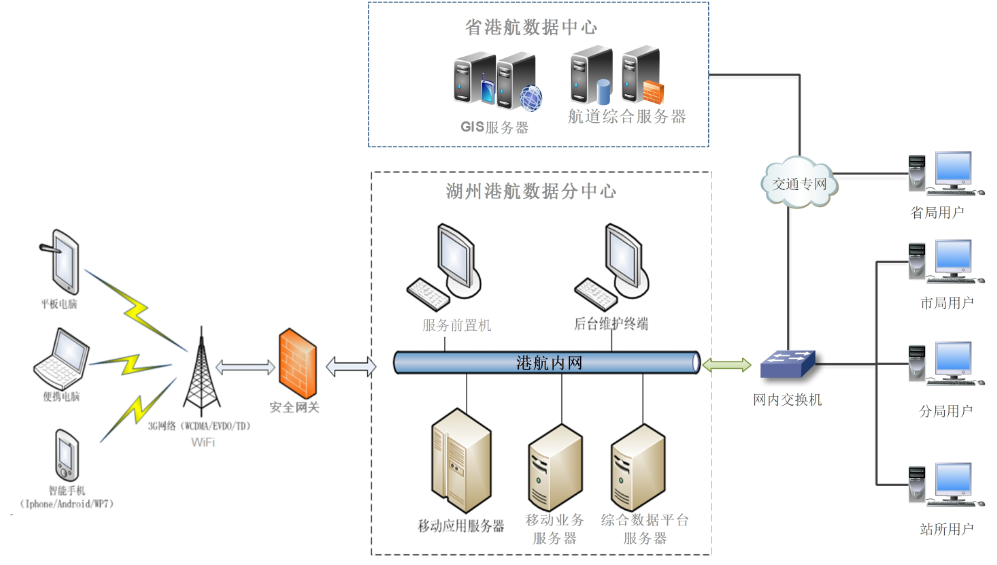 省港航数据中心
GIS服务器
航道综合服务器
交通专网
省局用户
湖州港航数据分中心
服务前置机
后台维护终端
港航内网
移动应用服务器
移动业务
服务器
综合数据平台
服务器
网内交换机
市局用户
分局用户
站所用户
平板电脑
便携电脑
智能手机
(Iphone/Android/WP7)
3G网络(WCDMA/EVDO/TD)
WiFi
安全网关